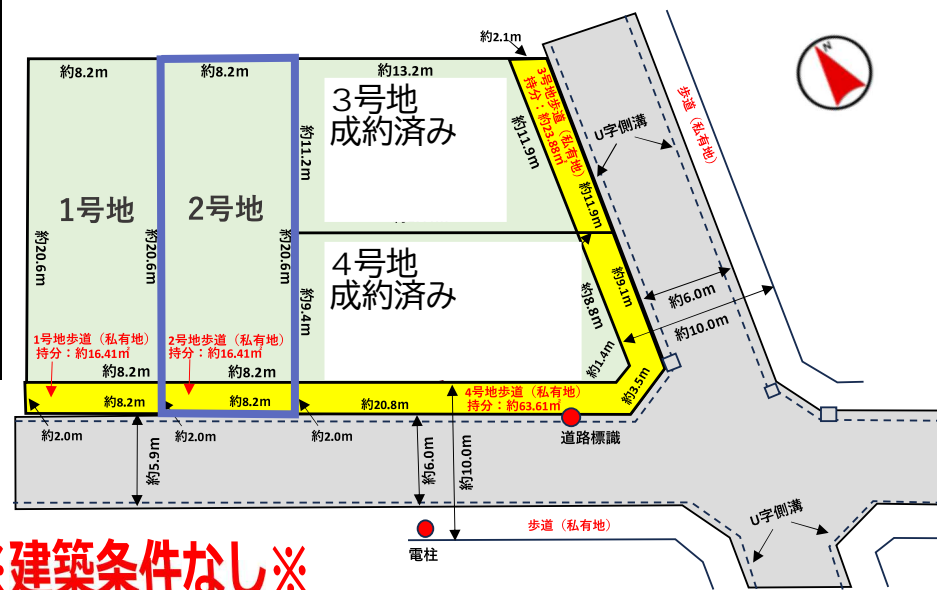 約2.1m
N
約8.2m
約8.2m
約13.2m
3号地歩道（私有地）
持分：約23.88㎡
歩道（私有地）
3号地
成約済み
U字側溝
約11.2m
約11.9m
約11.9m
1号地
2号地
約20.6m
約20.6m
約20.6m
4号地
成約済み
約9.4m
約8.8m
約9.1m
約6.0m
約10.0m
1号地歩道（私有地）
持分：約16.41㎡
2号地歩道（私有地）
持分：約16.41㎡
約8.2m
約8.2m
約1.4m
約3.5m
4号地歩道（私有地）
持分：約63.61㎡
約8.2m
約8.2m
約20.8m
約2.0m
約2.0m
約2.0m
道路標識
約5.9m
約6.0m
約10.0m
U字側溝
歩道（私有地）
電柱
※建築条件なし※